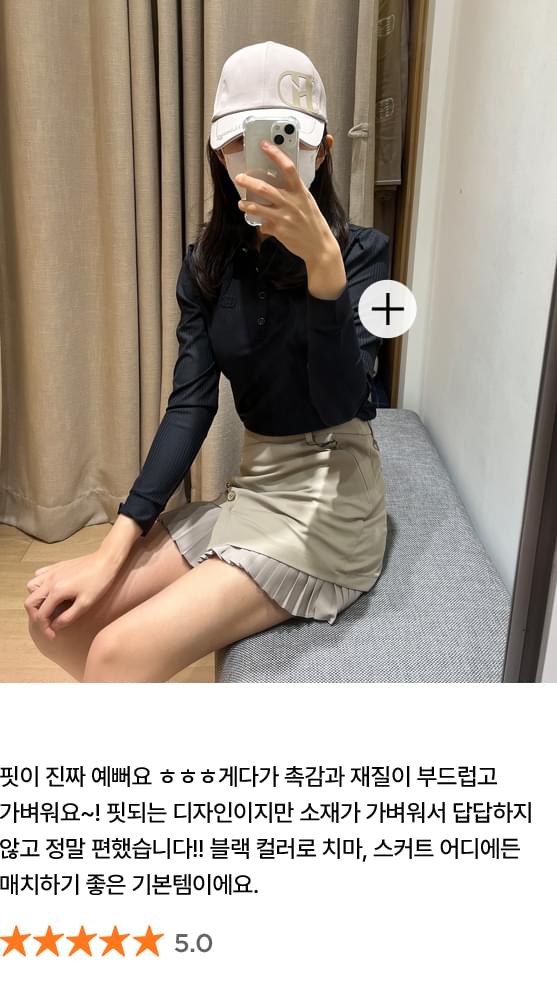 핏이 진짜 예뻐요 ㅎㅎㅎ게다가 촉감과 재질이 부드럽고
가벼워요~! 핏되는 디자인이지만 소재가 가벼워서 답답하지
않고 정말 편했습니다!! 블랙 컬러로 치마, 스커트 어디에든
매치하기 좋은 기본템이에요.
5.0